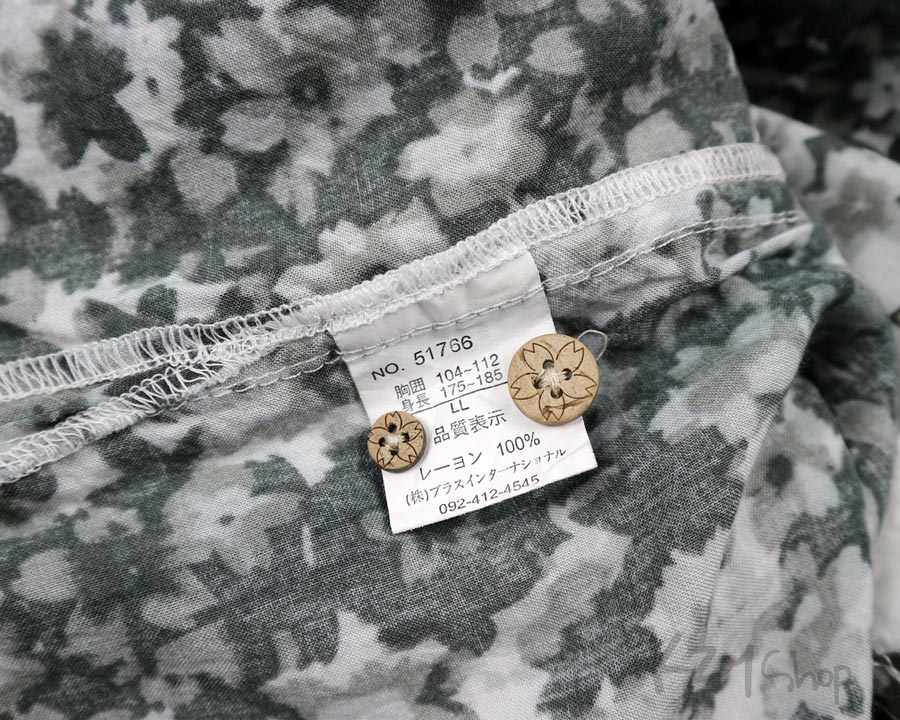 NO. 51766
胸囲 104~112
身長 175~185
LL
品質表示
レーヨン 100%
(株)プラスインターナショナル
092-412-4545